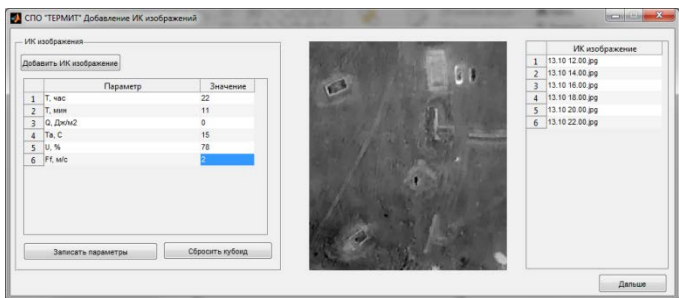 СПО "ТЕРМИТ" Добавление ИК изображений
ИК изображения
Добавить ИК изображение
Параметр Значение
1 T, час 22
2 T, мин 11
3 Q, Дж/м2 0
4 Ta, C 15
5 U, % 78
6 Ff, м/с 2
Записать параметры Сбросить кубоид
ИК изображение
1 13.10 12.00.jpg
2 13.10 14.00.jpg
3 13.10 16.00.jpg
4 13.10 18.00.jpg
5 13.10 20.00.jpg
6 13.10 22.00.jpg
Дальше